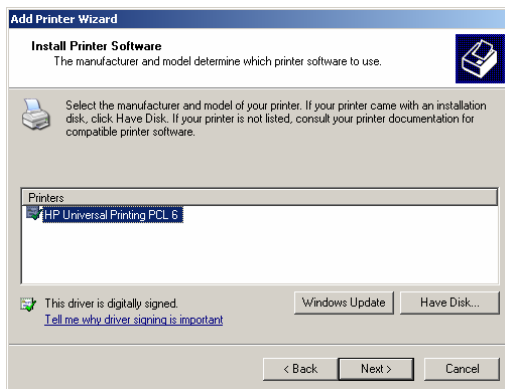 Add Printer Wizard
Install Printer Software
The manufacturer and model determine which printer software to use.
Select the manufacturer and model of your printer. If your printer came with an installation
disk, click Have Disk. If your printer is not listed, consult your printer documentation for
compatible printer software.
Printers
HP Universal Printing PCL 6
This driver is digitally signed.
Windows Update
Have Disk...
Tell me why driver signing is important
< Back
Next >
Cancel